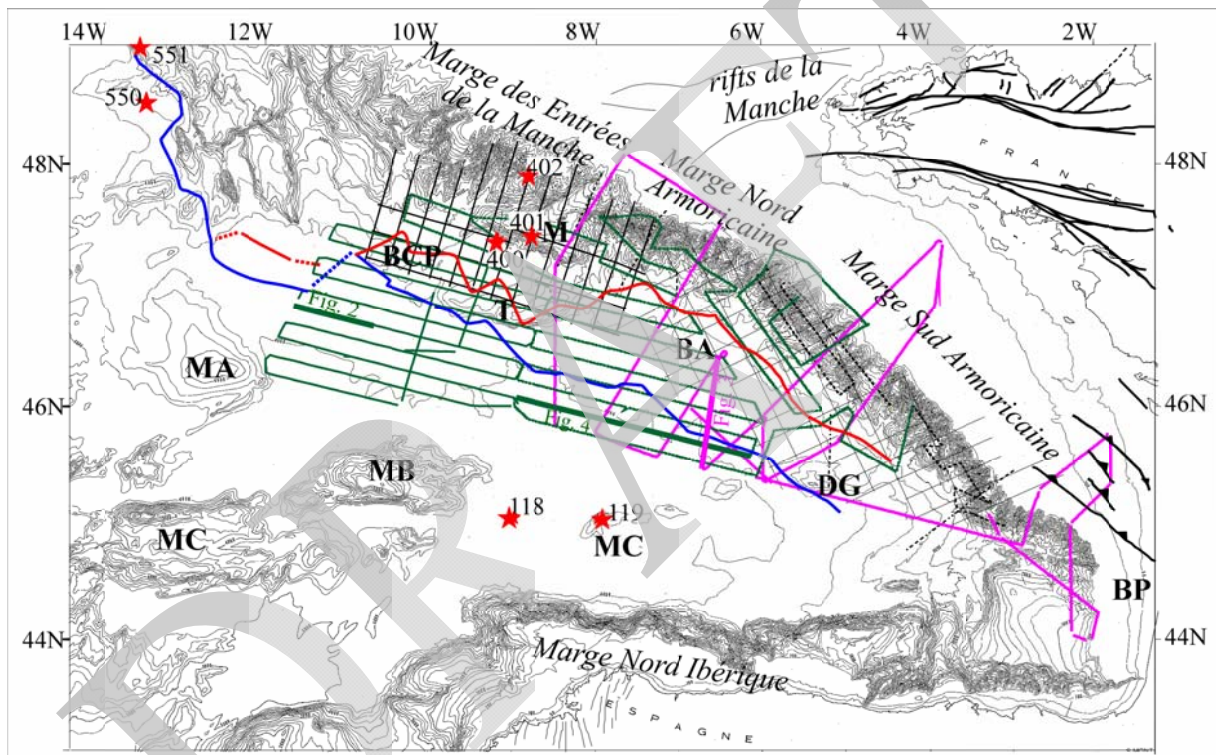 14W 12W 10W 8W 6W 4W 2W
551
550
Marge des Entrées
de la Manche
rifts de la
Manche
FRANCE
48N 48N
402
Marge Nord
Armoricaine
401
M
400
BCP
Marge Sud Armoricaine
Fig. 2
T
BA
MA
46N 46N
Fig. 4
MB
DG
118
119
MC
MC
BP
44N 44N
Marge Nord Ibérique
ESPAGNE
DRAFT